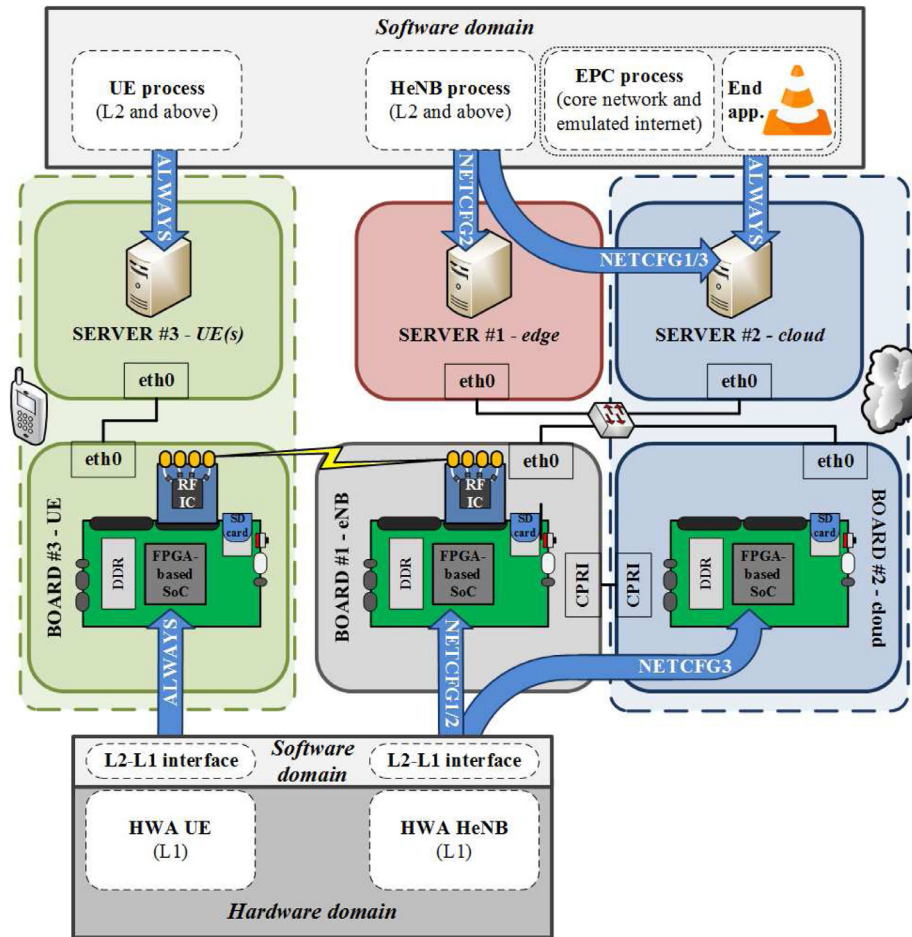 Software domain
UE process
(L2 and above)
HeNB process
(L2 and above)
EPC process
(core network and
emulated internet)
End
app.
ALWAYS
NETCFG2
ALWAYS
NETCFG1/3
SERVER #3 - UE(s)
SERVER #1 - edge
SERVER #2 - cloud
eth0
eth0
eth0
eth0
eth0
eth0
BOARD #3 - UE
RF
IC
SD
card
DDR
FPGA-
based
SoC
BOARD #1 - eNB
RF
IC
SD
card
DDR
FPGA-
based
SoC
CPRI
CPRI
SD
card
DDR
FPGA-
based
SoC
BOARD #2 - cloud
ALWAYS
NETCFG1/2
NETCFG3
L2-L1 interface
Software
domain
L2-L1 interface
HWA UE
(L1)
HWA HeNB
(L1)
Hardware domain